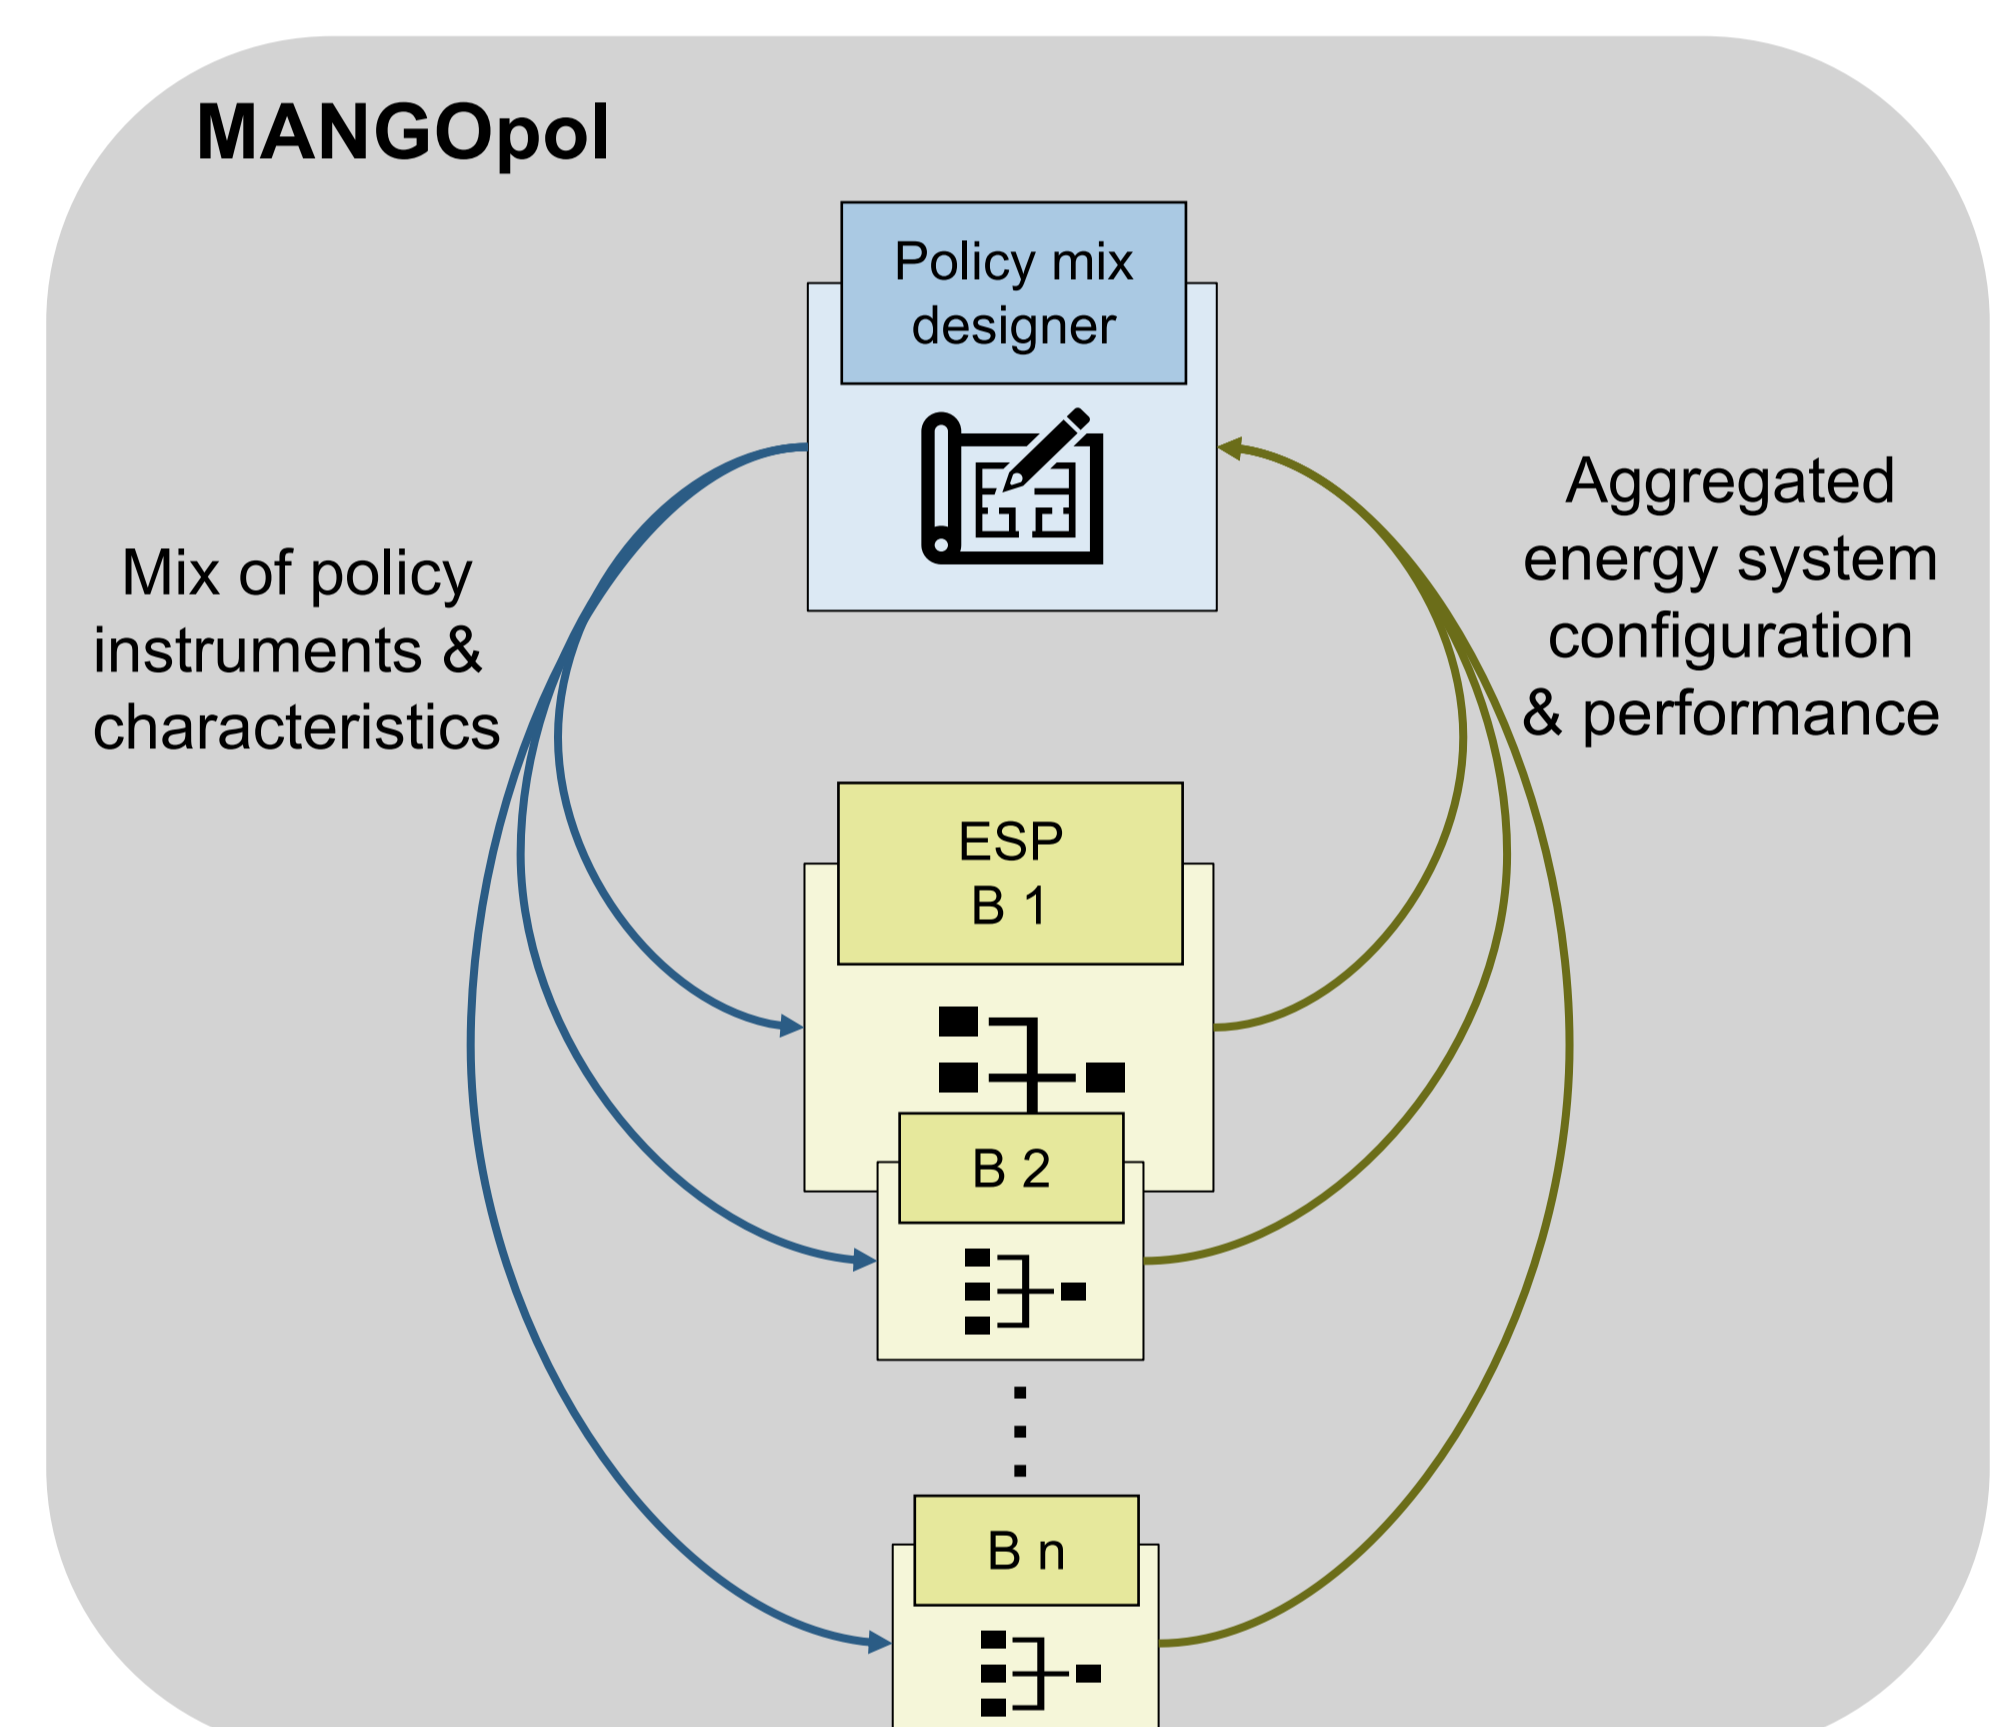 MANGOpol
Policy mix
designer
Mix of policy
instruments &
characteristics
Aggregated
energy system
configuration
& performance
ESP
B 1
B 2
B n